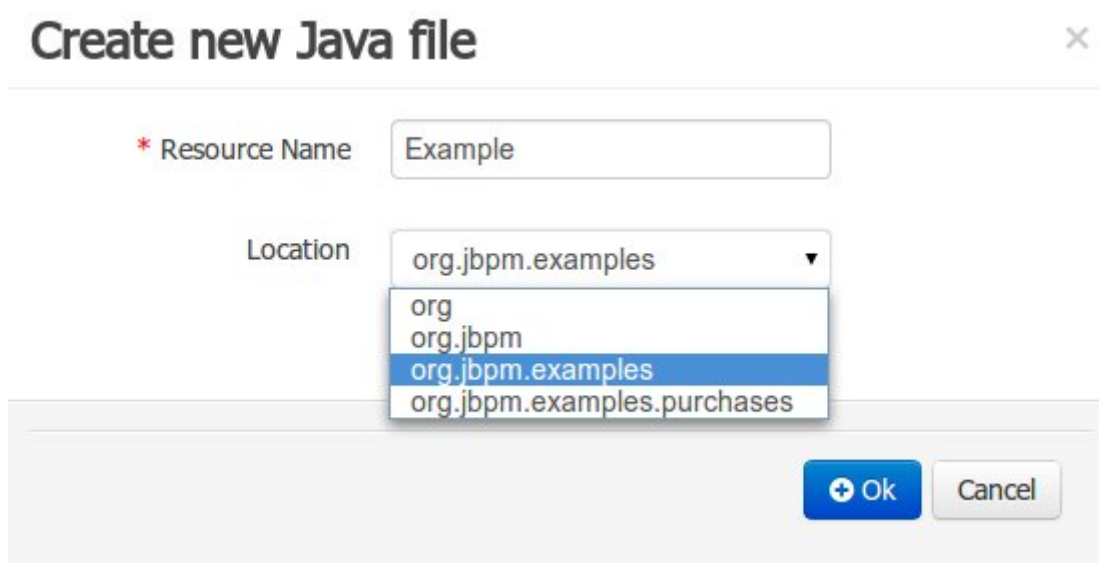 Create new Java file ×
* Resource Name Example
Location org.jbpm.examples
org
org.jbpm
org.jbpm.examples
org.jbpm.examples.purchases
Ok Cancel